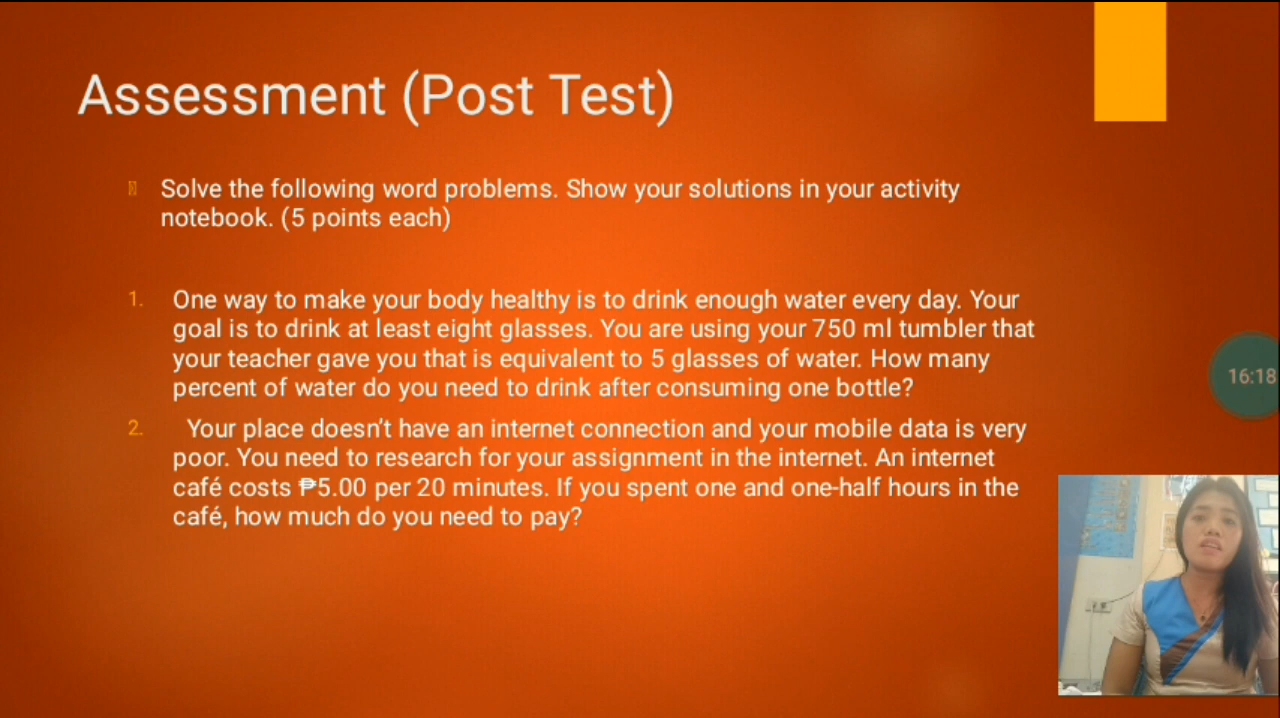 Assessment (Post Test)
Solve the following word problems. Show your solutions in your activity
notebook. (5 points each)
1. One way to make your body healthy is to drink enough water every day. Your
goal is to drink at least eight glasses. You are using your 750 ml tumbler that
your teacher gave you that is equivalent to 5 glasses of water. How many
percent of water do you need to drink after consuming one bottle?
2. Your place doesn’t have an internet connection and your mobile data is very
poor. You need to research for your assignment in the internet. An internet
café costs ₱5.00 per 20 minutes. If you spent one and one-half hours in the
café, how much do you need to pay?
16:18